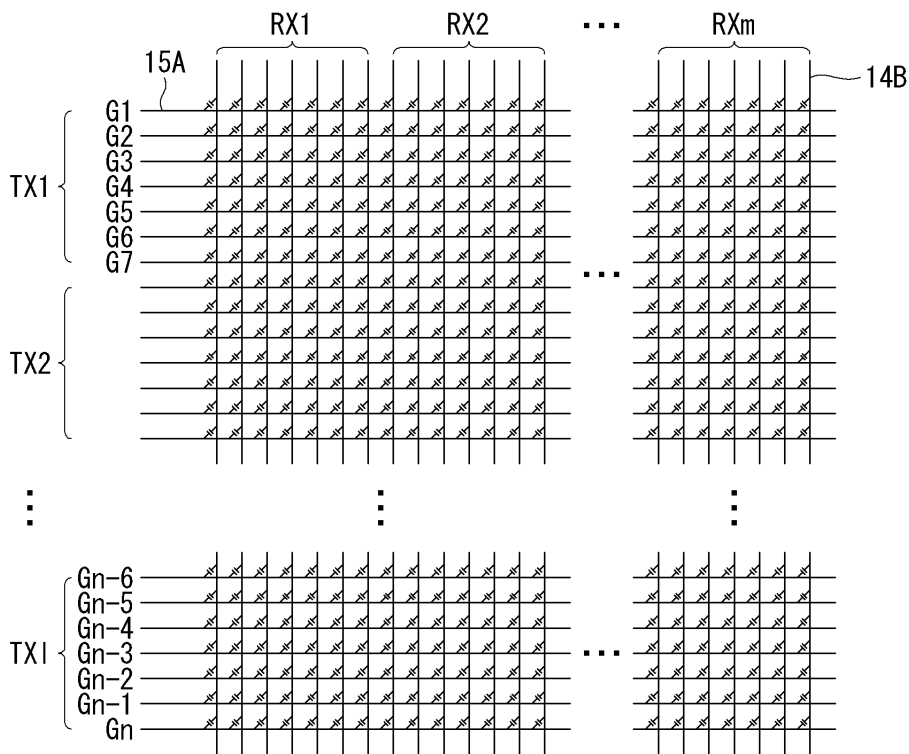 RX1 RX2 ... RXm
15A
14B
G1
G2
G3
TX1
G4
G5
G6
G7
...
TX2
⋮ ⋮ ⋮
Gn-6
Gn-5
Gn-4
TXl Gn-3 ...
Gn-2
Gn-1
Gn